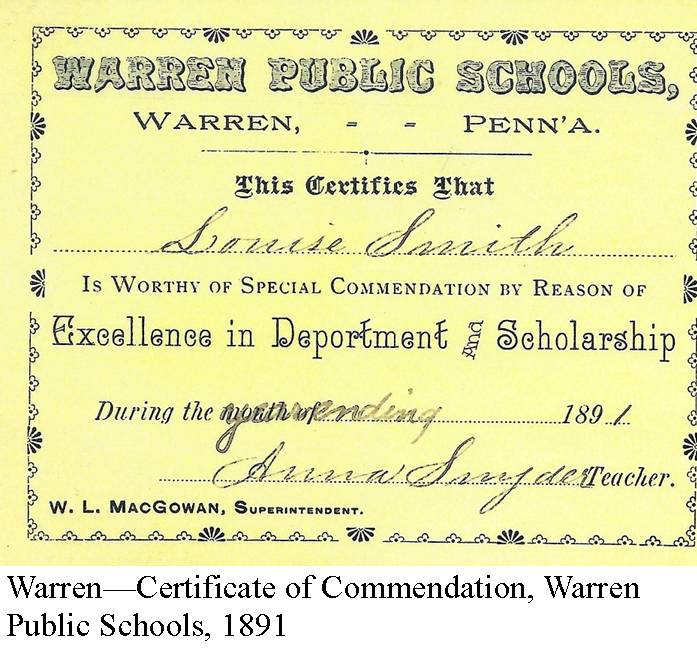 WARREN PUBLIC SCHOOLS,
WARREN, - - PENN'A.
This Certifies That
Louise Smith
IS WORTHY OF SPECIAL COMMENDATION BY REASON OF
Excellence in Deportment And Scholarship
During the month of year ending 1891
Anna Snyder Teacher.
W. L. MACGOWAN, SUPERINTENDENT.
Warren—Certificate of Commendation, Warren
Public Schools, 1891